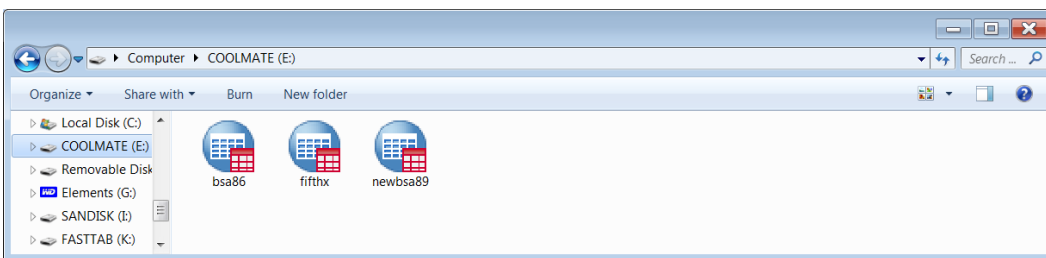 Computer COOLMATE (E:)
Search ...
Organize Share with Burn New folder
Local Disk (C:)
COOLMATE (E:)
Removable Disk
WD Elements (G:)
SANDISK (I:)
FASTTAB (K:)
bsa86 fifthx newbsa89